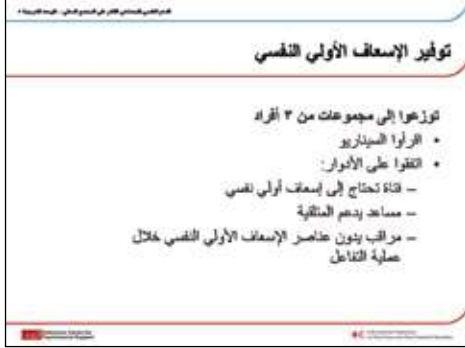 توفير الإسعاف الأولي النفسي
توزعوا إلى مجموعات من ٣ أفراد
• اقرأوا السيناريو
• اتفقوا على الأدوار:
– فتاة تحتاج إلى إسعاف أولي نفسي
– مساعد يدعم المتلقية
– مراقب يدون عناصر الإسعاف الأولي النفسي خلال
عملية التفاعل